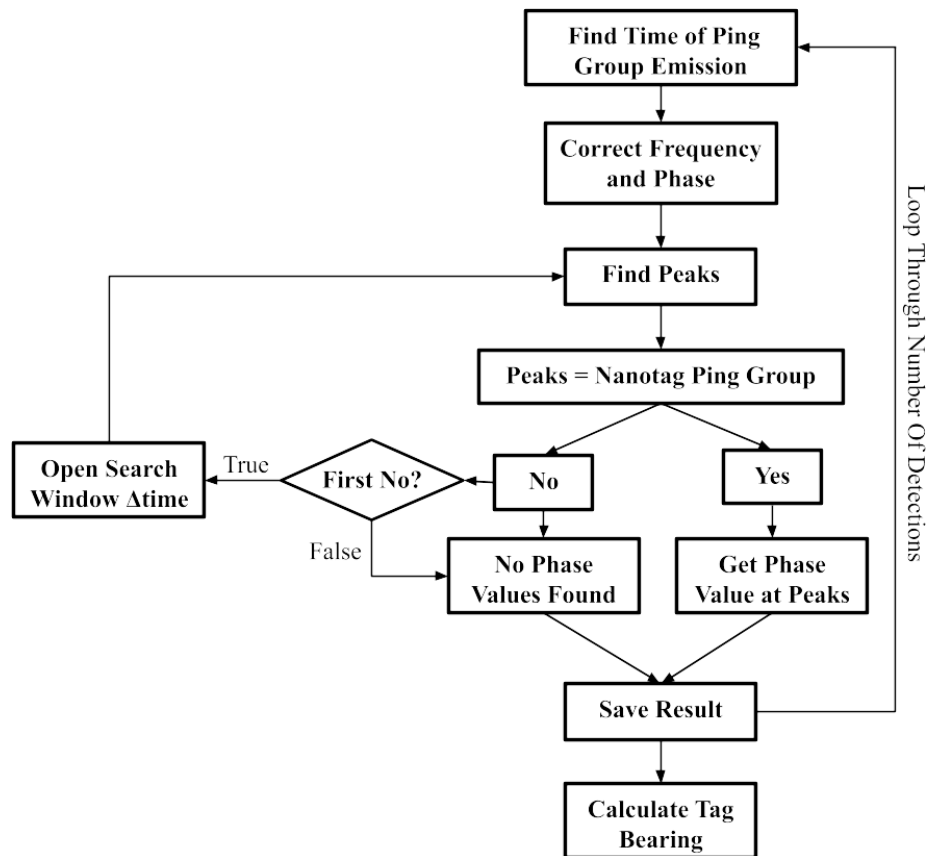 Find Time of Ping
Group Emission
Correct Frequency
and Phase
Find Peaks
Peaks = Nanotag Ping Group
Open Search
Window Δtime
True
First No?
No
Yes
False
No Phase
Values Found
Get Phase
Value at Peaks
Save Result
Calculate Tag
Bearing
Loop Through Number Of Detections